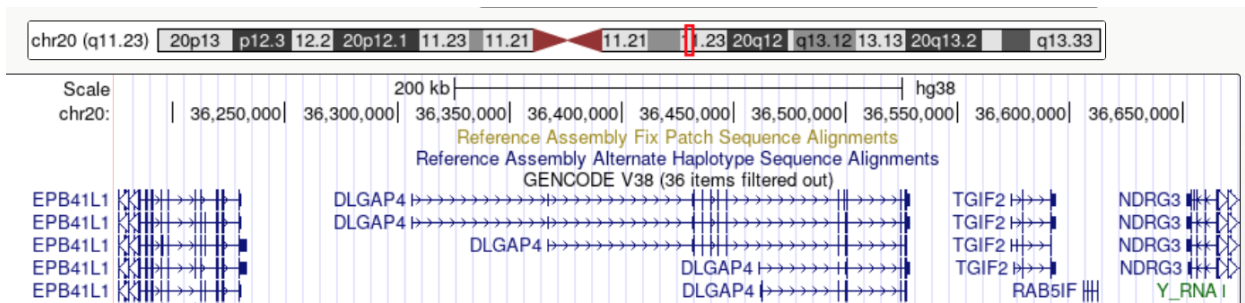 chr20 (q11.23) 20p13 p12.3 12.2 20p12.1 11.23 11.21 11.21 11.23 20q12 q13.12 13.13 20q13.2 q13.33
Scale 200 kb hg38
chr20: 36,250,000 36,300,000 36,350,000 36,400,000 36,450,000 36,500,000 36,550,000 36,600,000 36,650,000
Reference Assembly Fix Patch Sequence Alignments
Reference Assembly Alternate Haplotype Sequence Alignments
GENCODE V38 (36 items filtered out)
EPB41L1 DLGAP4 TGIF2 NDRG3
EPB41L1 DLGAP4 TGIF2 NDRG3
EPB41L1 DLGAP4 TGIF2 NDRG3
EPB41L1 DLGAP4 TGIF2 NDRG3
EPB41L1 DLGAP4 RAB5IF Y_RNA